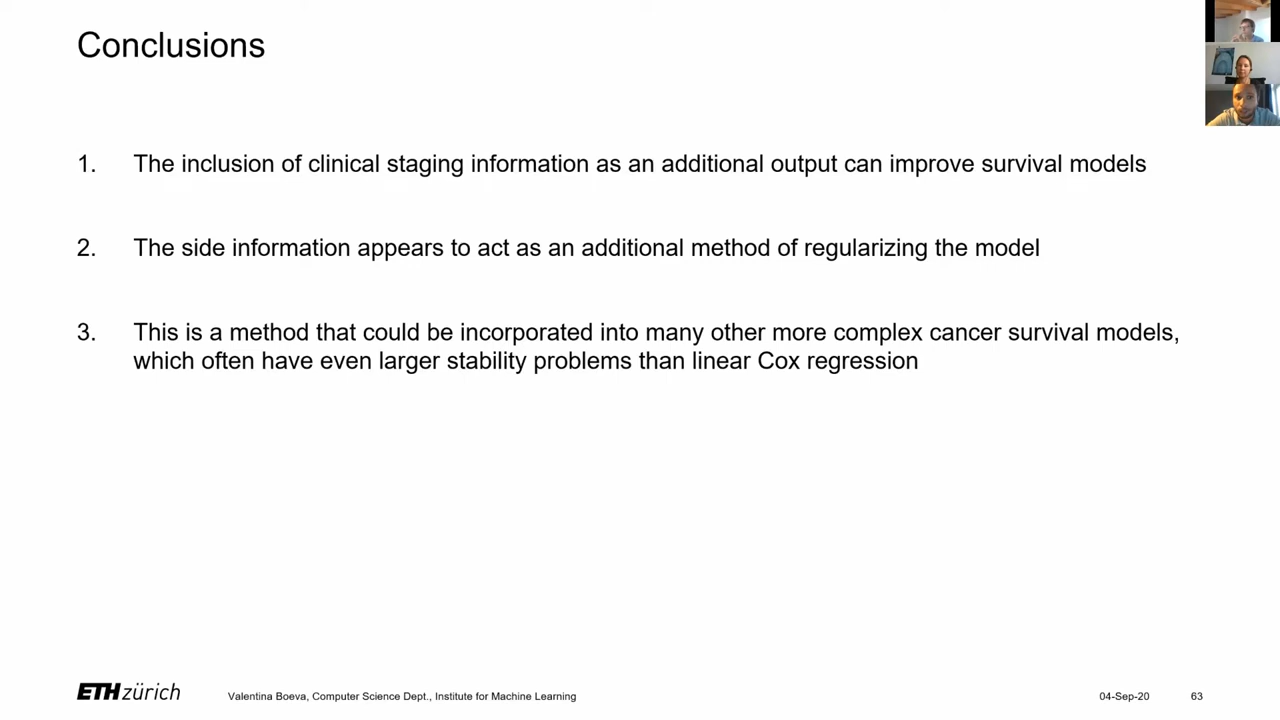 Conclusions
1. The inclusion of clinical staging information as an additional output can improve survival models
2. The side information appears to act as an additional method of regularizing the model
3. This is a method that could be incorporated into many other more complex cancer survival models,
which often have even larger stability problems than linear Cox regression
ETH zürich
Valentina Boeva, Computer Science Dept., Institute for Machine Learning
04-Sep-20
63